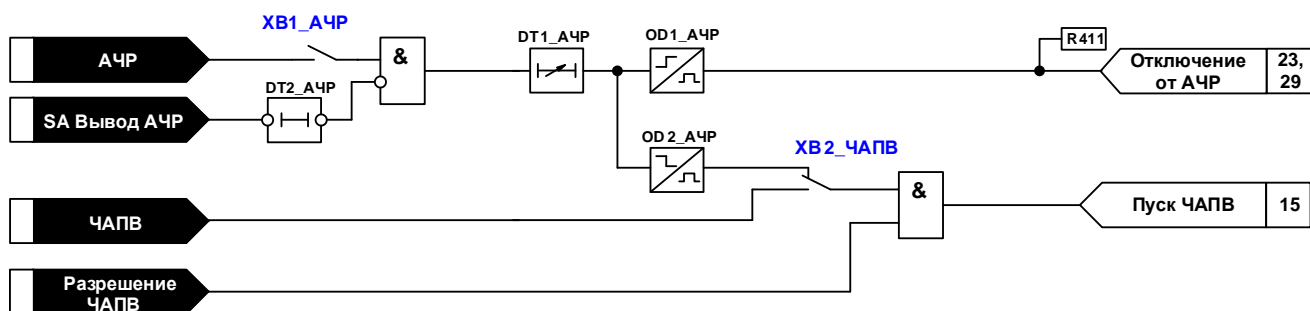 XB1_АЧР
АЧР
&
DT1_АЧР
OD1_АЧР
R411
Отключение
от АЧР
23,
29
DT2_АЧР
SA Вывод АЧР
OD2_АЧР
XB2_ЧАПВ
&
ЧАПВ
Пуск ЧАПВ
15
Разрешение
ЧАПВ